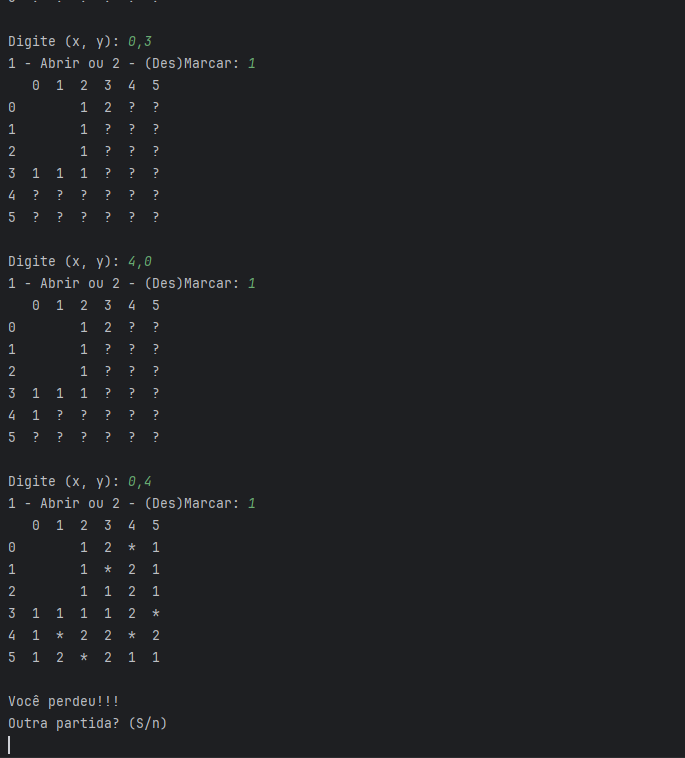 Digite (x, y): 0,3
1 - Abrir ou 2 - (Des)Marcar: 1
   0  1  2  3  4  5
0        1  2  ?  ?
1        1  ?  ?  ?
2        1  ?  ?  ?
3  1  1  1  ?  ?  ?
4  ?  ?  ?  ?  ?  ?
5  ?  ?  ?  ?  ?  ?
Digite (x, y): 4,0
1 - Abrir ou 2 - (Des)Marcar: 1
   0  1  2  3  4  5
0        1  2  ?  ?
1        1  ?  ?  ?
2        1  ?  ?  ?
3  1  1  1  ?  ?  ?
4  1  ?  ?  ?  ?  ?
5  ?  ?  ?  ?  ?  ?
Digite (x, y): 0,4
1 - Abrir ou 2 - (Des)Marcar: 1
   0  1  2  3  4  5
0        1  2  *  1
1        1  *  2  1
2        1  1  2  1
3  1  1  1  1  2  *
4  1  *  2  2  *  2
5  1  2  *  2  1  1
Você perdeu!!!
Outra partida? (S/n)